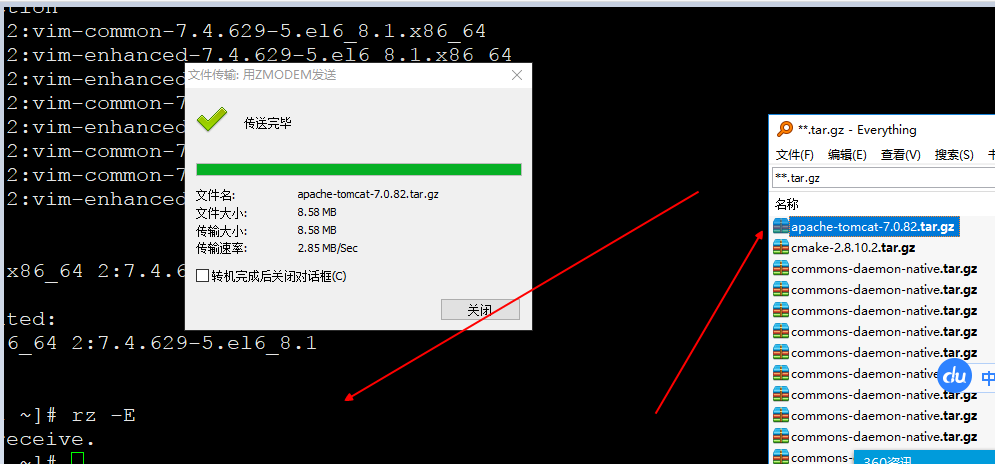 ction
2:vim-common-7.4.629-5.el6_8.1.x86_64
2:vim-enhanced-7.4.629-5.el6_8.1.x86_64
2:vim-enhanced
2:vim-common-7
2:vim-enhanced
2:vim-common-7
2:vim-common-7
2:vim-enhanced
x86_64 2:7.4.6
ted:
6_64 2:7.4.629-5.el6_8.1
~]# rz -E
eceive.
~]#
文件传输: 用ZMODEM发送
传送完毕
文件名: apache-tomcat-7.0.82.tar.gz
文件大小: 8.58 MB
传输大小: 8.58 MB
传输速率: 2.85 MB/Sec
转机完成后关闭对话框(C)
关闭
**.tar.gz - Everything
文件(F) 编辑(E) 查看(V) 搜索(S)
**.tar.gz
名称
apache-tomcat-7.0.82.tar.gz
cmake-2.8.10.2.tar.gz
commons-daemon-native.tar.gz
commons-daemon-native.tar.gz
commons-daemon-native.tar.gz
commons-daemon-native.tar.gz
commons-daemon-native.tar.gz
commons-daemon-native.tar.gz
commons-daemon-native.tar.gz
commons-daemon-native.tar.gz
commons-daemon-native.tar.gz
commons-
du 中
360资讯